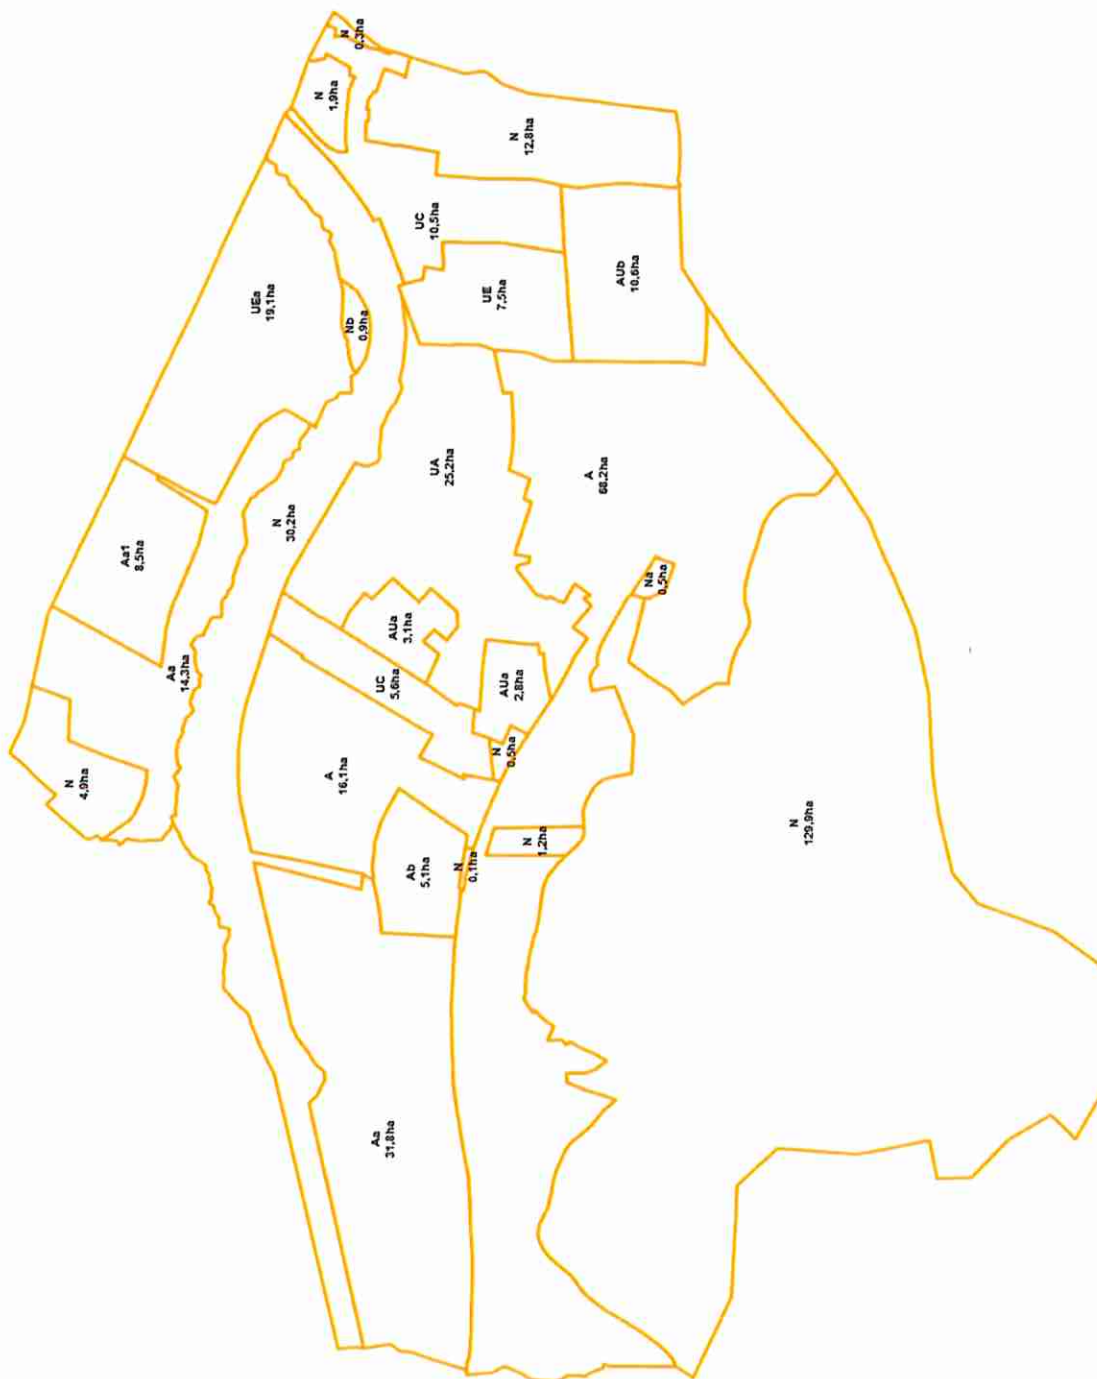 N
0,3ha
N
1,9ha
N
12,8ha
UC
10,5ha
UEa
19,1ha
Nb
0,9ha
UE
7,5ha
AUb
10,6ha
UA
25,2ha
A
68,2ha
N
30,2ha
Aa1
8,5ha
Na
0,5ha
AUa
3,1ha
Aa
14,3ha
UC
5,6ha
AUa
2,8ha
N
0,5ha
N
4,9ha
A
16,1ha
N
129,9ha
N
1,2ha
Ab
5,1ha
N
0,1ha
Aa
31,8ha